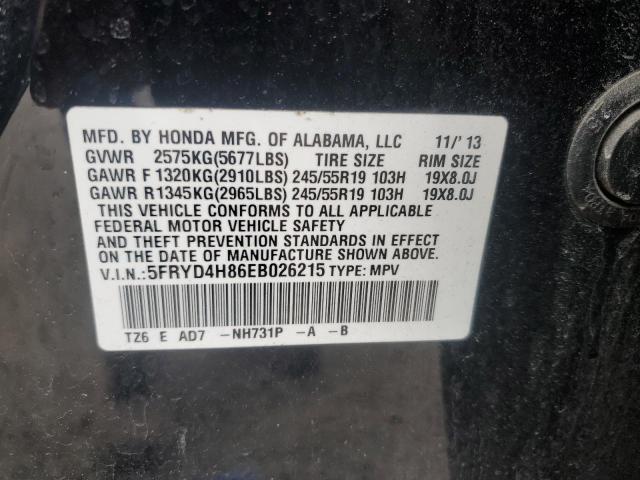 MFD. BY HONDA MFG. OF ALABAMA, LLC 11/'13
GVWR 2575KG(5677LBS) TIRE SIZE RIM SIZE
GAWR F 1320KG(2910LBS) 245/55R19 103H 19X8.0J
GAWR R 1345KG(2965LBS) 245/55R19 103H 19X8.0J
THIS VEHICLE CONFORMS TO ALL APPLICABLE
FEDERAL MOTOR VEHICLE SAFETY
AND THEFT PREVENTION STANDARDS IN EFFECT
ON THE DATE OF MANUFACTURE SHOWN ABOVE.
V.I.N.:5FRYD4H86EB026215 TYPE: MPV
TZ6 E AD7 -NH731P -A -B